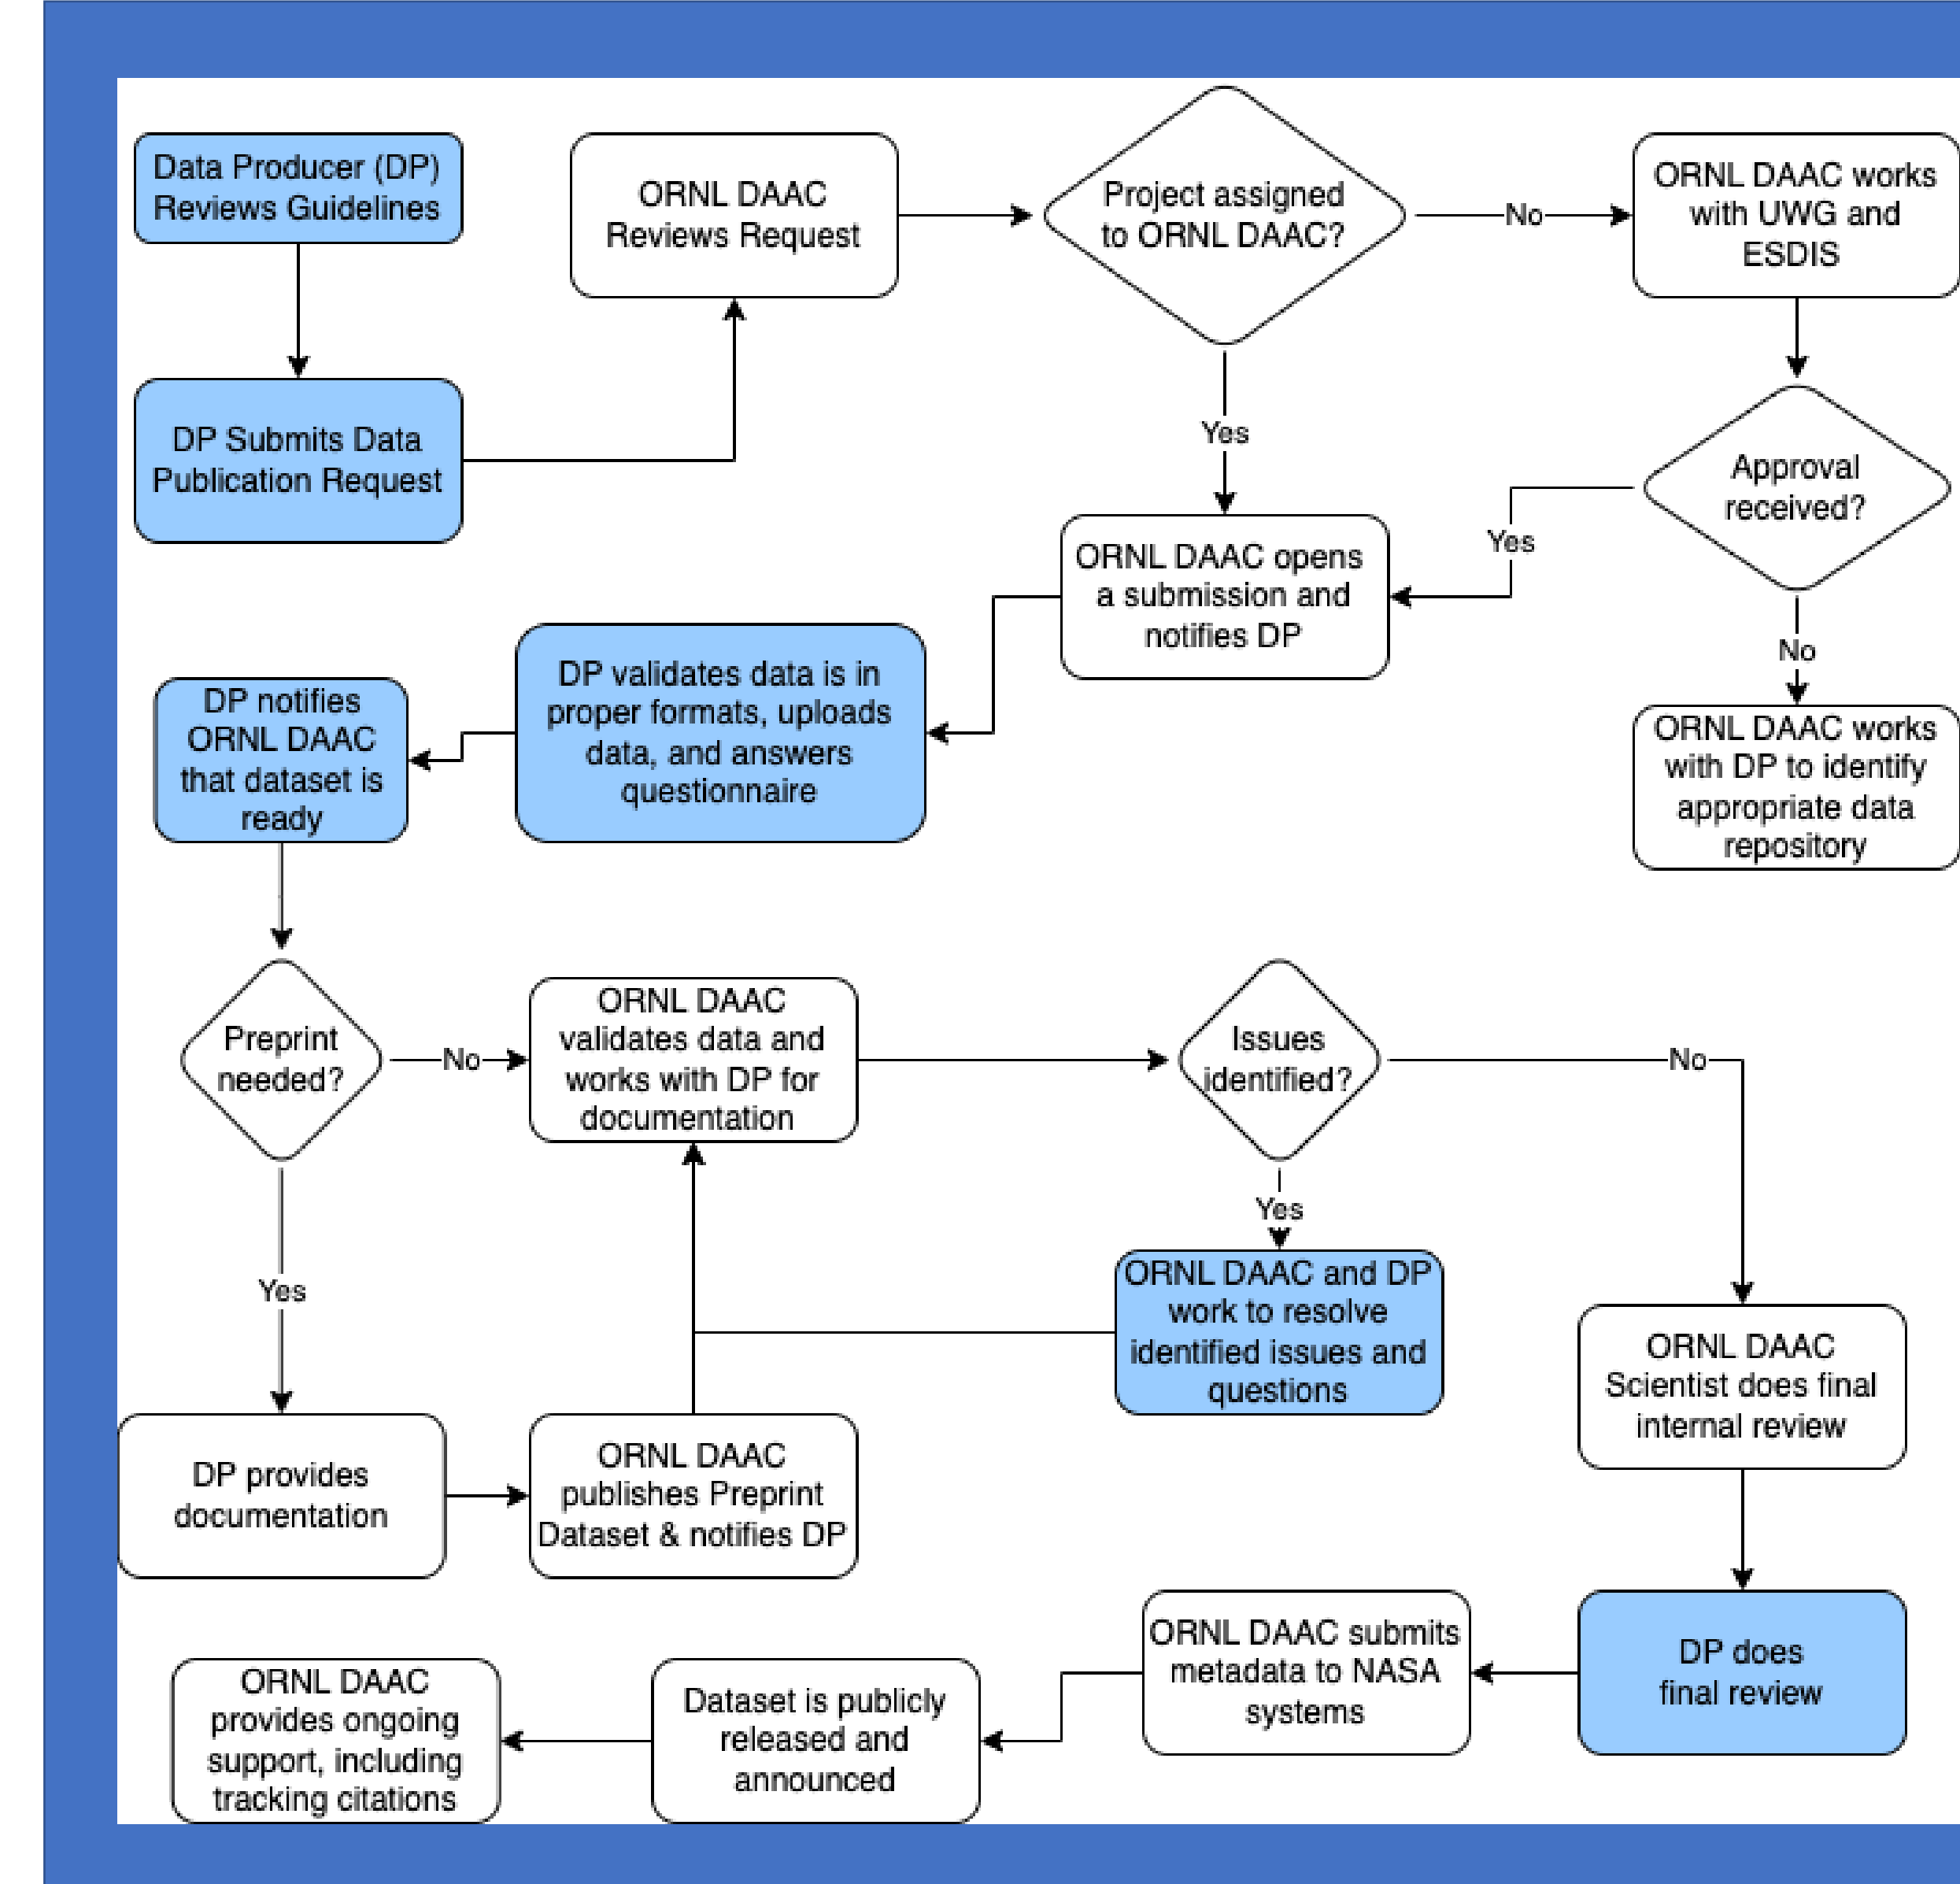 Data Producer (DP)
Reviews Guidelines
ORNL DAAC
Reviews Request
Project assigned
to ORNL DAAC?
No
ORNL DAAC works
with UWG and
ESDIS
DP Submits Data
Publication Request
Yes
Approval
received?
Yes
ORNL DAAC opens
a submission and
notifies DP
No
DP validates data is in
proper formats, uploads
data, and answers
questionnaire
DP notifies
ORNL DAAC
that dataset is
ready
ORNL DAAC works
with DP to identify
appropriate data
repository
Preprint
needed?
No
ORNL DAAC
validates data and
works with DP for
documentation
Issues
identified?
No
Yes
Yes
ORNL DAAC and DP
work to resolve
identified issues and
questions
ORNL DAAC
Scientist does final
internal review
DP provides
documentation
ORNL DAAC
publishes Preprint
Dataset & notifies DP
DP does
final review
ORNL DAAC submits
metadata to NASA
systems
Dataset is publicly
released and
announced
ORNL DAAC
provides ongoing
support, including
tracking citations